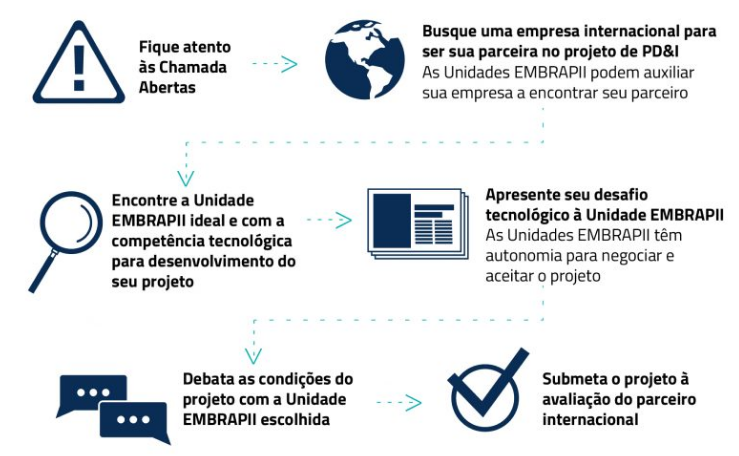 Fique atento
às Chamada
Abertas
Busque uma empresa internacional para
ser sua parceira no projeto de PD&I
As Unidades EMBRAPII podem auxiliar
sua empresa a encontrar seu parceiro
Encontre a Unidade
EMBRAPII ideal e com a
competência tecnológica
para desenvolvimento do
seu projeto
Apresente seu desafio
tecnológico à Unidade EMBRAPII
As Unidades EMBRAPII têm
autonomia para negociar e
aceitar o projeto
Debata as condições do
projeto com a Unidade
EMBRAPII escolhida
Submeta o projeto à
avaliação do parceiro
internacional